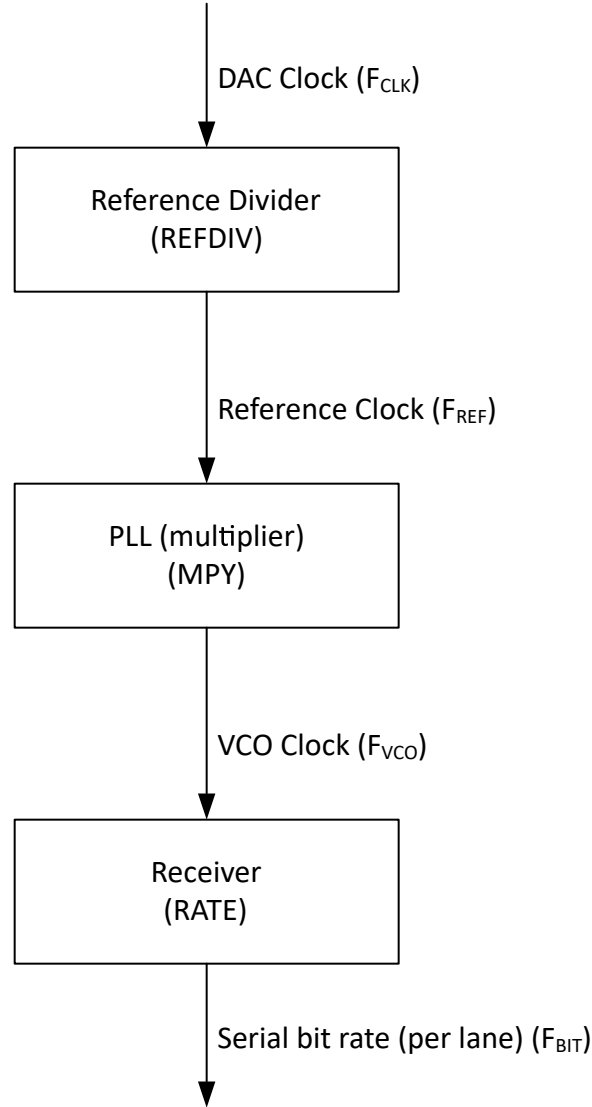 DAC Clock (FCLK)
Reference Divider
(REFDIV)
Reference Clock (FREF)
PLL (multiplier)
(MPY)
VCO Clock (FVCO)
Receiver
(RATE)
Serial bit rate (per lane) (FBIT)